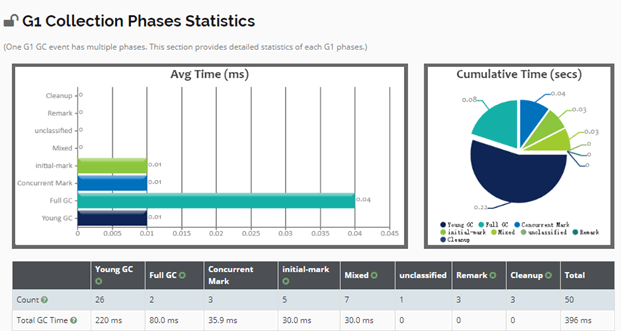 G1 Collection Phases Statistics
(One G1 GC event has multiple phases. This section provides detailed statistics of each G1 phases.)
Avg Time (ms)
Cleanup 0
Remark 0
unclassified 0
Mixed 0
initial-mark 0.01
Concurrent Mark 0.01
Full GC 0.04
Young GC 0.01
0 0.005 0.01 0.015 0.02 0.025 0.03 0.035 0.04 0.045
Cumulative Time (secs)
0.08 0.04
0.03
0.03
0
0
0
0.22
Young GC Full GC Concurrent Mark
initial-mark Mixed unclassified Remark
Cleanup
Young GC Full GC Concurrent Mark initial-mark Mixed unclassified Remark Cleanup Total
Count 26 2 3 5 7 1 3 3 50
Total GC Time 220 ms 80.0 ms 35.9 ms 30.0 ms 30.0 ms 0 0 0 396 ms